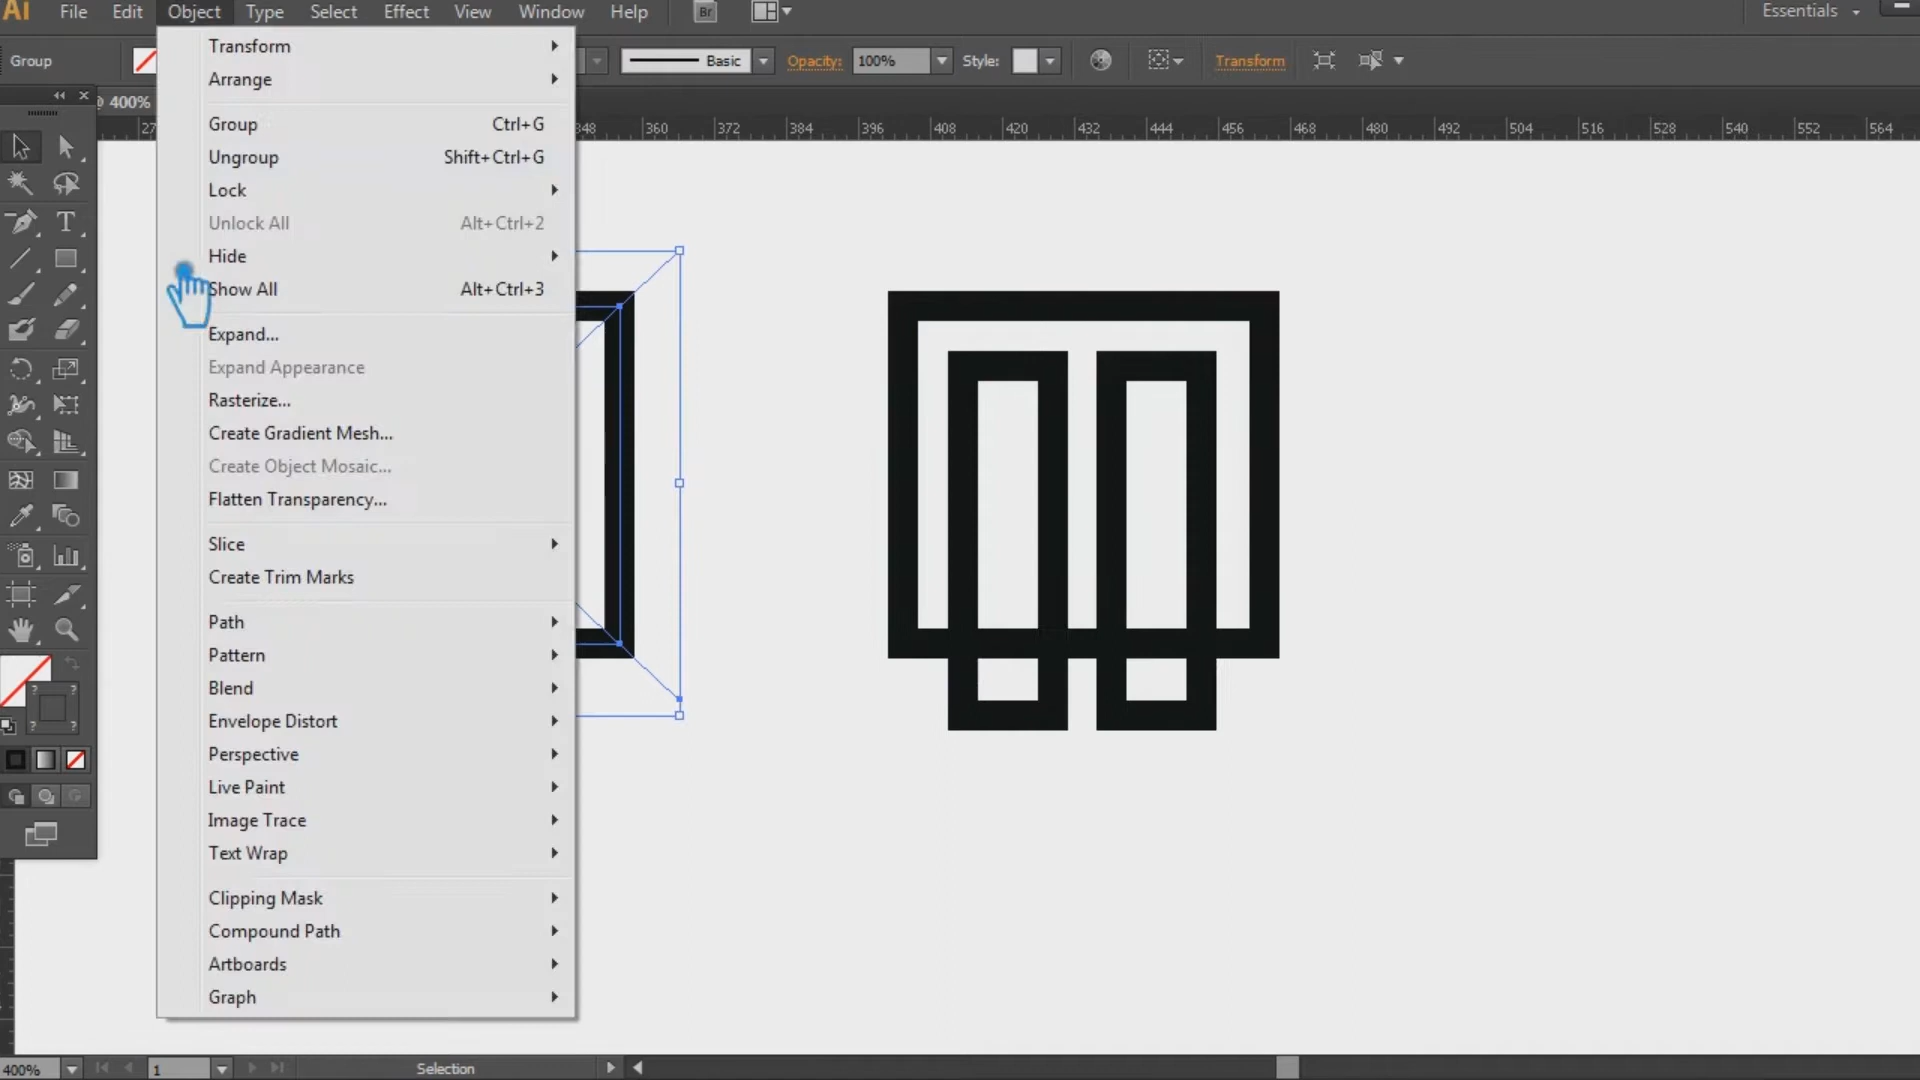 Ai File Edit Object Type Select Effect View Window Help Br Essentials
Group Basic Opacity: 100% Style: Transform
@ 400%
27 348 360 372 384 396 408 420 432 444 456 468 480 492 504 516 528 540 552 564
Transform
Arrange
Group Ctrl+G
Ungroup Shift+Ctrl+G
Lock
Unlock All Alt+Ctrl+2
Hide
Show All Alt+Ctrl+3
Expand...
Expand Appearance
Rasterize...
Create Gradient Mesh...
Create Object Mosaic...
Flatten Transparency...
Slice
Create Trim Marks
Path
Pattern
Blend
Envelope Distort
Perspective
Live Paint
Image Trace
Text Wrap
Clipping Mask
Compound Path
Artboards
Graph
T
? ?
? ?
400% 1 Selection